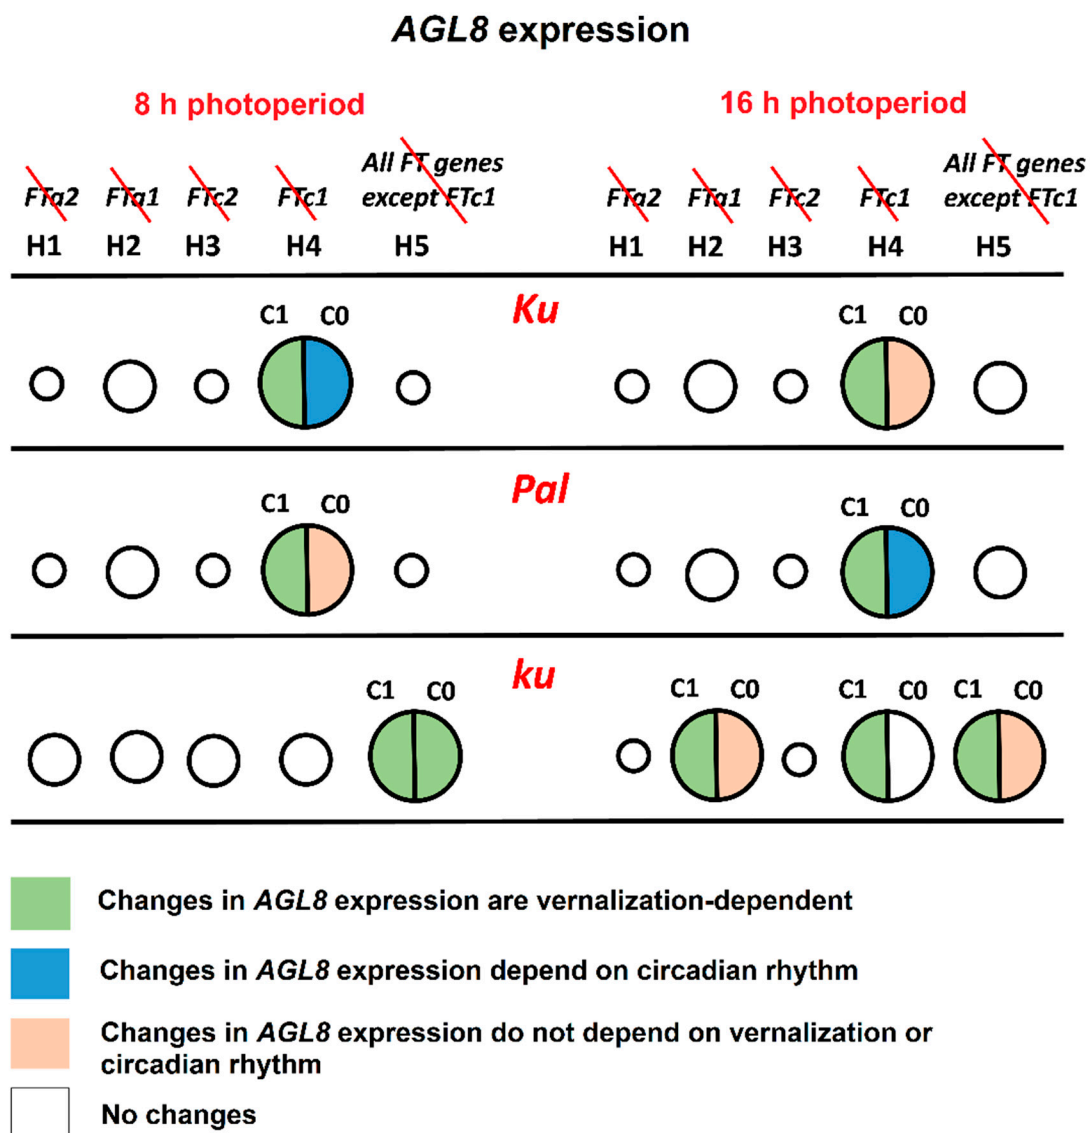 AGL8 expression
8 h photoperiod 16 h photoperiod
All FT genes All FT genes
FTa2 FTa1 FTc2 FTc1 except FTc1 FTa2 FTa1 FTc2 FTc1 except FTc1
H1 H2 H3 H4 H5 H1 H2 H3 H4 H5
Ku
C1 C0 C1 C0
Pal
C1 C0 C1 C0
ku
C1 C0 C1 C0 C1 C0 C1 C0
Changes in AGL8 expression are vernalization-dependent
Changes in AGL8 expression depend on circadian rhythm
Changes in AGL8 expression do not depend on vernalization or
circadian rhythm
No changes